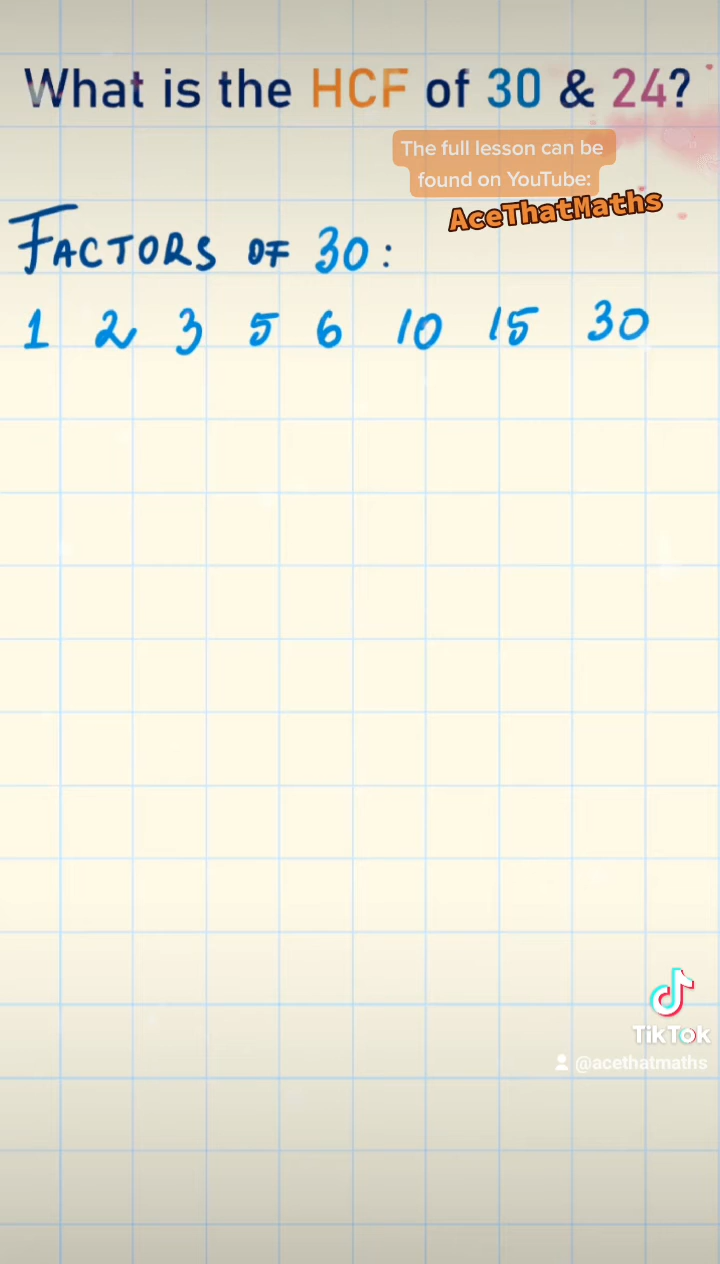 What is the HCF of 30 & 24?
The full lesson can be
found on YouTube:
AceThatMaths
FACTORS OF 30:
1 2 3 5 6 10 15 30
TikTok
@acethatmaths